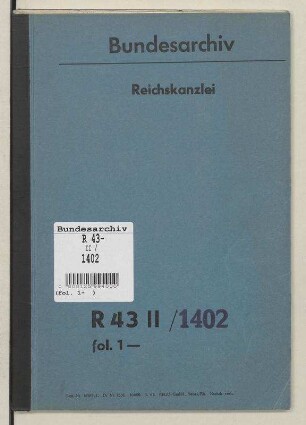 Bundesarchiv
Reichskanzlei
Bundesarchiv
R 43-
II/
1402
(fol. 1- )
R 43 II /1402
fol. 1 —